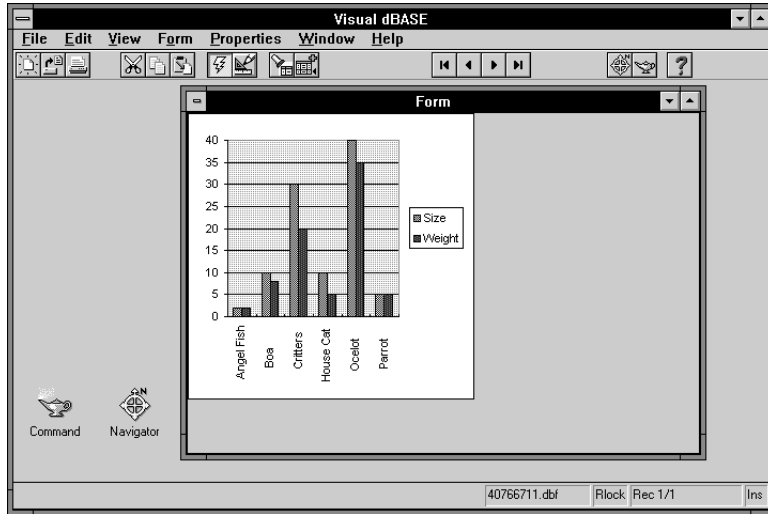 Visual dBASE
File Edit View Form Properties Window Help
Form
40
35
30
25
20
15
10
5
0
Size
Weight
Angel Fish
Boa
Critters
House Cat
Ocelot
Parrot
N
Command
Navigator
40766711.dbf Rlock Rec 1/1 Ins